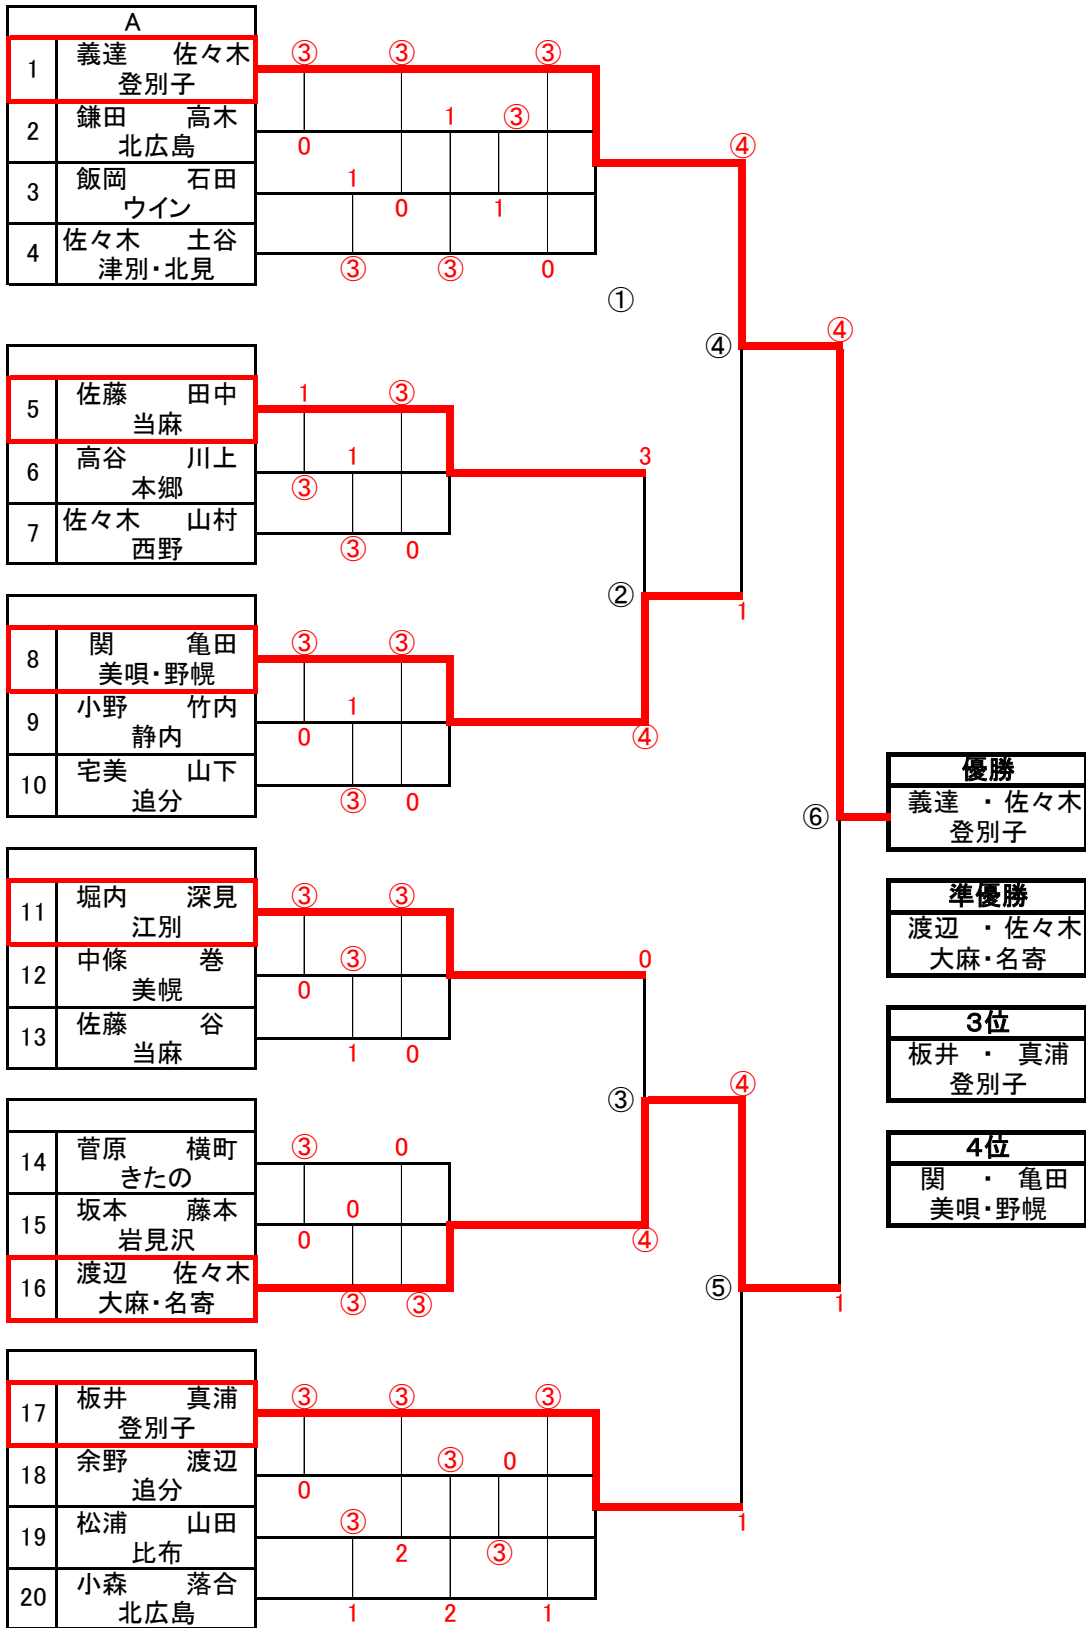 A
1 義達 佐々木 ③ ③ ③
登別子
2 鎌田 高木 1 ③
北広島 0
④
3 飯岡 石田 1
ウイン 0 1
4 佐々木 土谷
津別・北見 ③ ③ 0
①
④
④
5 佐藤 田中 1 ③
当麻
6 高谷 川上 1 3
本郷 ③
7 佐々木 山村
西野 ③ 0
②
1
8 関 亀田 ③ ③
美唄・野幌
9 小野 竹内 1
静内 0 ④
10 宅美 山下
追分 ③ 0
⑥
優勝
義達 ・ 佐々木
登別子
11 堀内 深見 ③ ③
江別
準優勝
渡辺 ・ 佐々木
大麻・名寄
12 中條 巻 ③ 0
美幌 0
13 佐藤 谷
当麻 1 0
3位
板井 ・ 真浦
登別子
④
③
14 菅原 横町 ③ 0
きたの
4位
関 ・ 亀田
美唄・野幌
15 坂本 藤本 0
岩見沢 0 ④
16 渡辺 佐々木
大麻・名寄 ③ ③
⑤
1
17 板井 真浦 ③ ③ ③
登別子
18 余野 渡辺 ③ 0
追分 0
19 松浦 山田 ③ 1
比布 2 ③
20 小森 落合
北広島 1 2 1